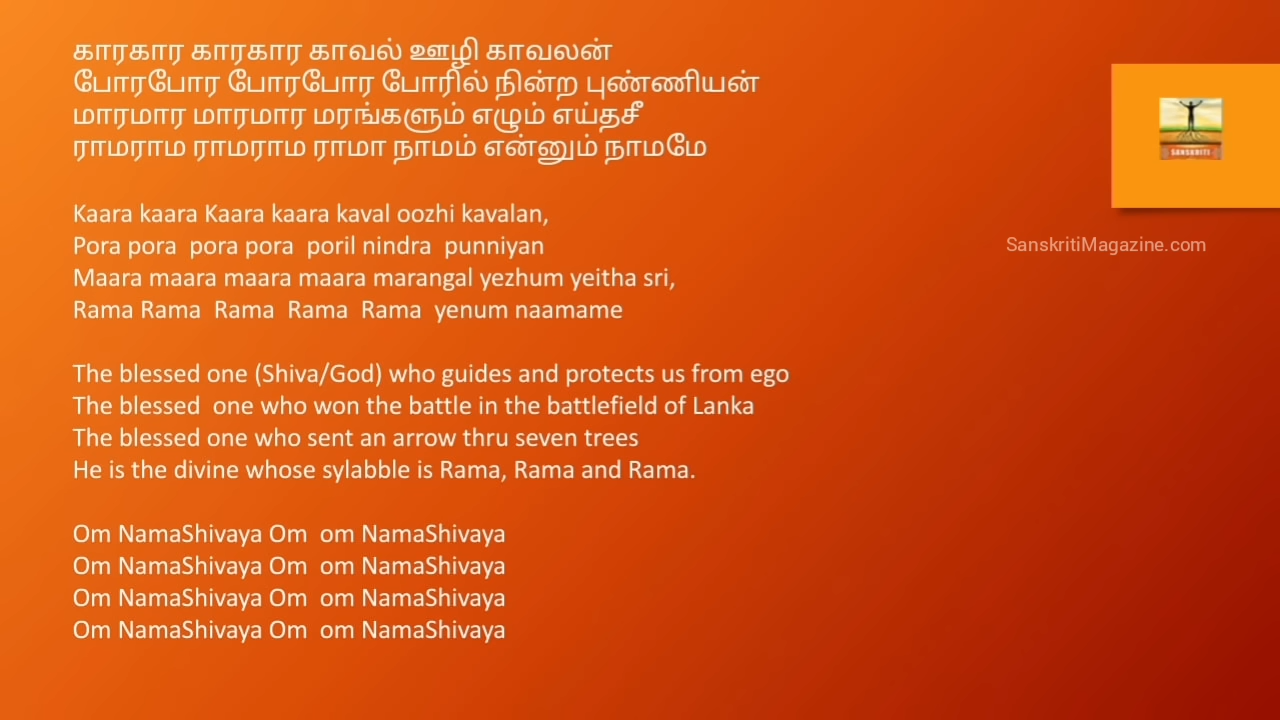 காரகார காரகார காவல் ஊழி காவலன்
போரபோர போரபோர போரில் நின்ற புண்ணியன்
மாரமார மாரமார மரங்களும் எழும் எய்தசீ
ராமராம ராமராம ராமா நாமம் என்னும் நாமமே
Kaara kaara Kaara kaara kaval oozhi kavalan,
Pora pora pora pora poril nindra punniyan
Maara maara maara maara marangal yezhum yeitha sri,
Rama Rama Rama Rama Rama yenum naamame
The blessed one (Shiva/God) who guides and protects us from ego
The blessed one who won the battle in the battlefield of Lanka
The blessed one who sent an arrow thru seven trees
He is the divine whose sylabble is Rama, Rama and Rama.
Om NamaShivaya Om om NamaShivaya
Om NamaShivaya Om om NamaShivaya
Om NamaShivaya Om om NamaShivaya
Om NamaShivaya Om om NamaShivaya
SANSKRITI
SanskritiMagazine.com